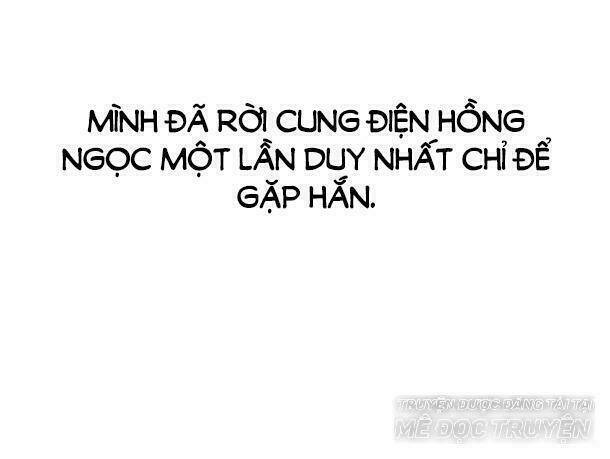 MÌNH ĐÃ RỜI CUNG ĐIỆN HỒNG
NGỌC MỘT LẦN DUY NHẤT CHỈ ĐỂ
GẶP HẮN.
TRUYỆN ĐƯỢC ĐĂNG TẢI TẠI
MÊ ĐỌC TRUYỆN